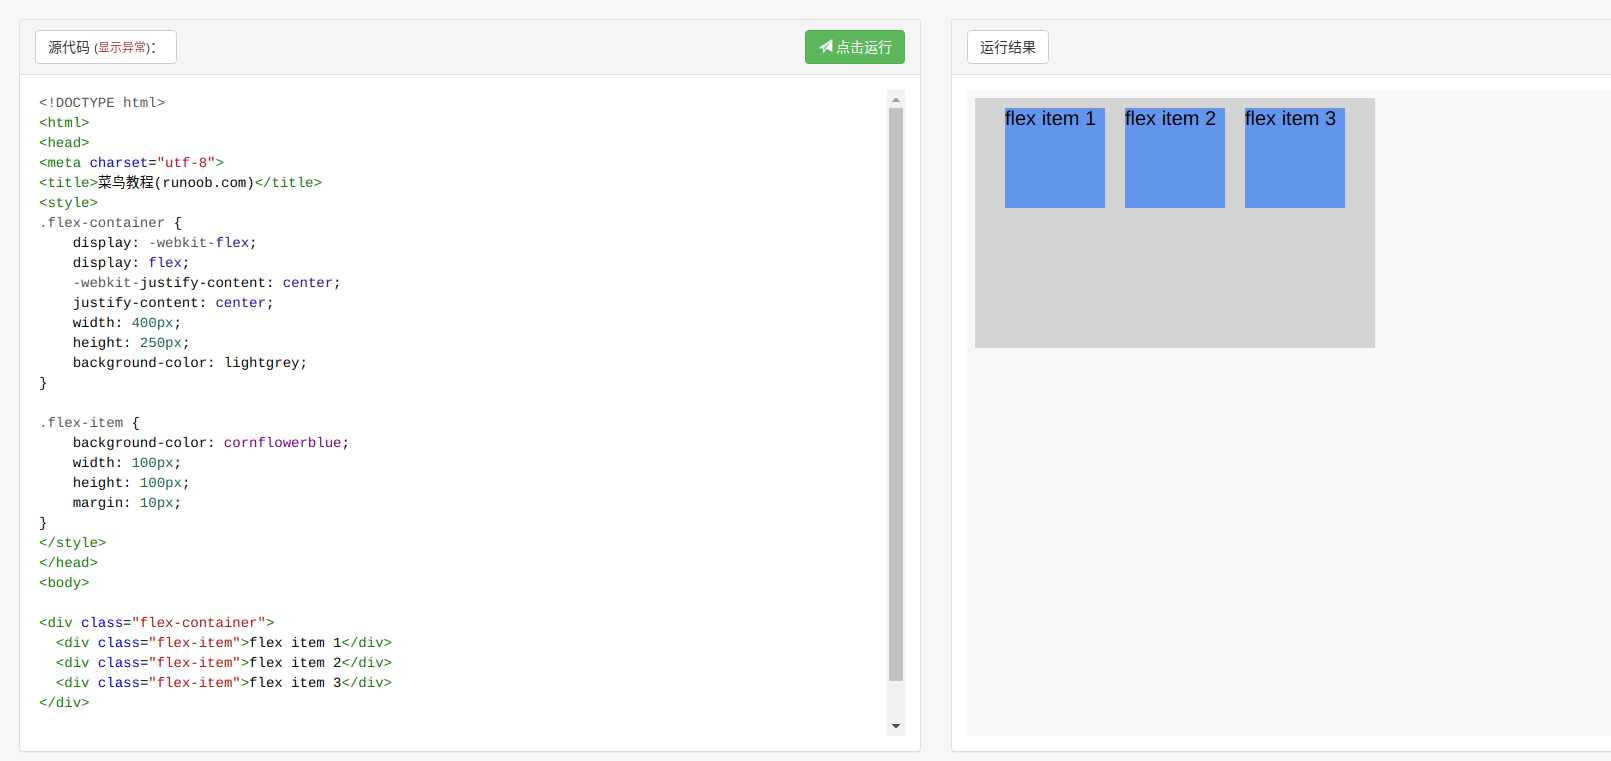 源代码 (显示异常)：
点击运行
<!DOCTYPE html>
<html>
<head>
<meta charset="utf-8">
<title>菜鸟教程(runoob.com)</title>
<style>
.flex-container {
    display: -webkit-flex;
    display: flex;
    -webkit-justify-content: center;
    justify-content: center;
    width: 400px;
    height: 250px;
    background-color: lightgrey;
}
.flex-item {
    background-color: cornflowerblue;
    width: 100px;
    height: 100px;
    margin: 10px;
}
</style>
</head>
<body>
<div class="flex-container">
  <div class="flex-item">flex item 1</div>
  <div class="flex-item">flex item 2</div>
  <div class="flex-item">flex item 3</div>
</div>
运行结果
flex item 1
flex item 2
flex item 3